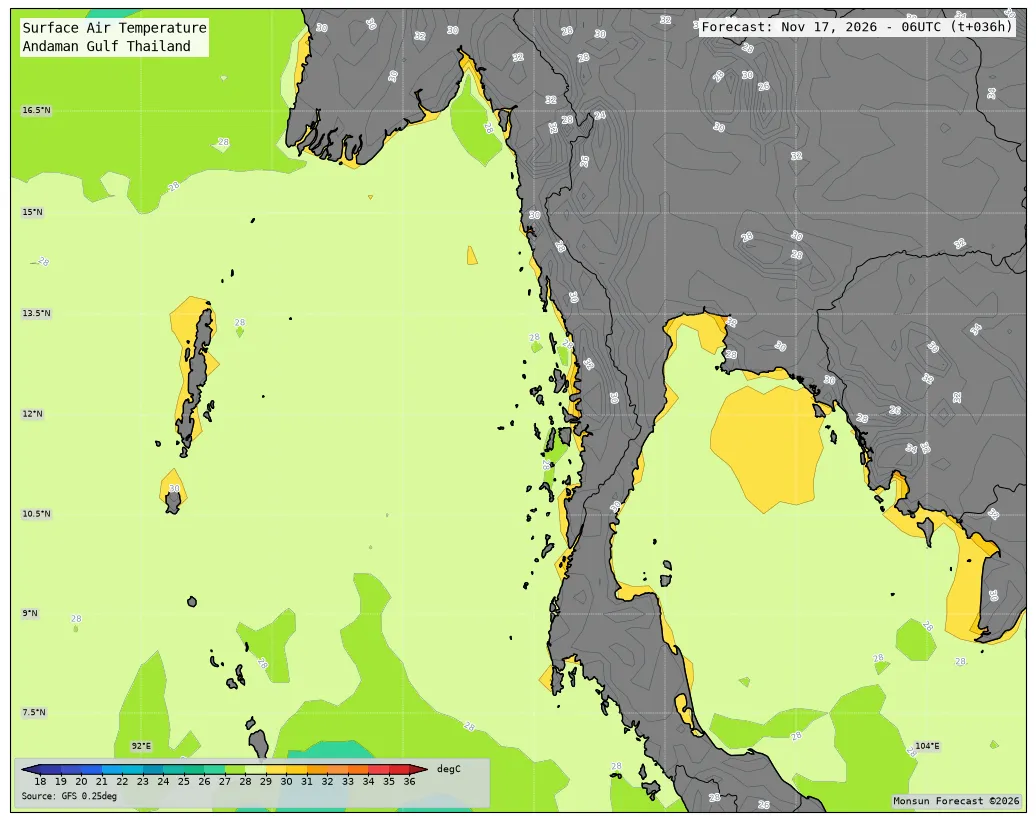 Surface Air Temperature
Andaman Gulf Thailand
Forecast: Nov 17, 2026 - 06UTC (t+036h)
16.5°N
15°N
13.5°N
12°N
10.5°N
9°N
7.5°N
92°E
104°E
18 19 20 21 22 23 24 25 26 27 28 29 30 31 32 33 34 35 36 degC
Source: GFS 0.25deg
Monsun Forecast ©2026